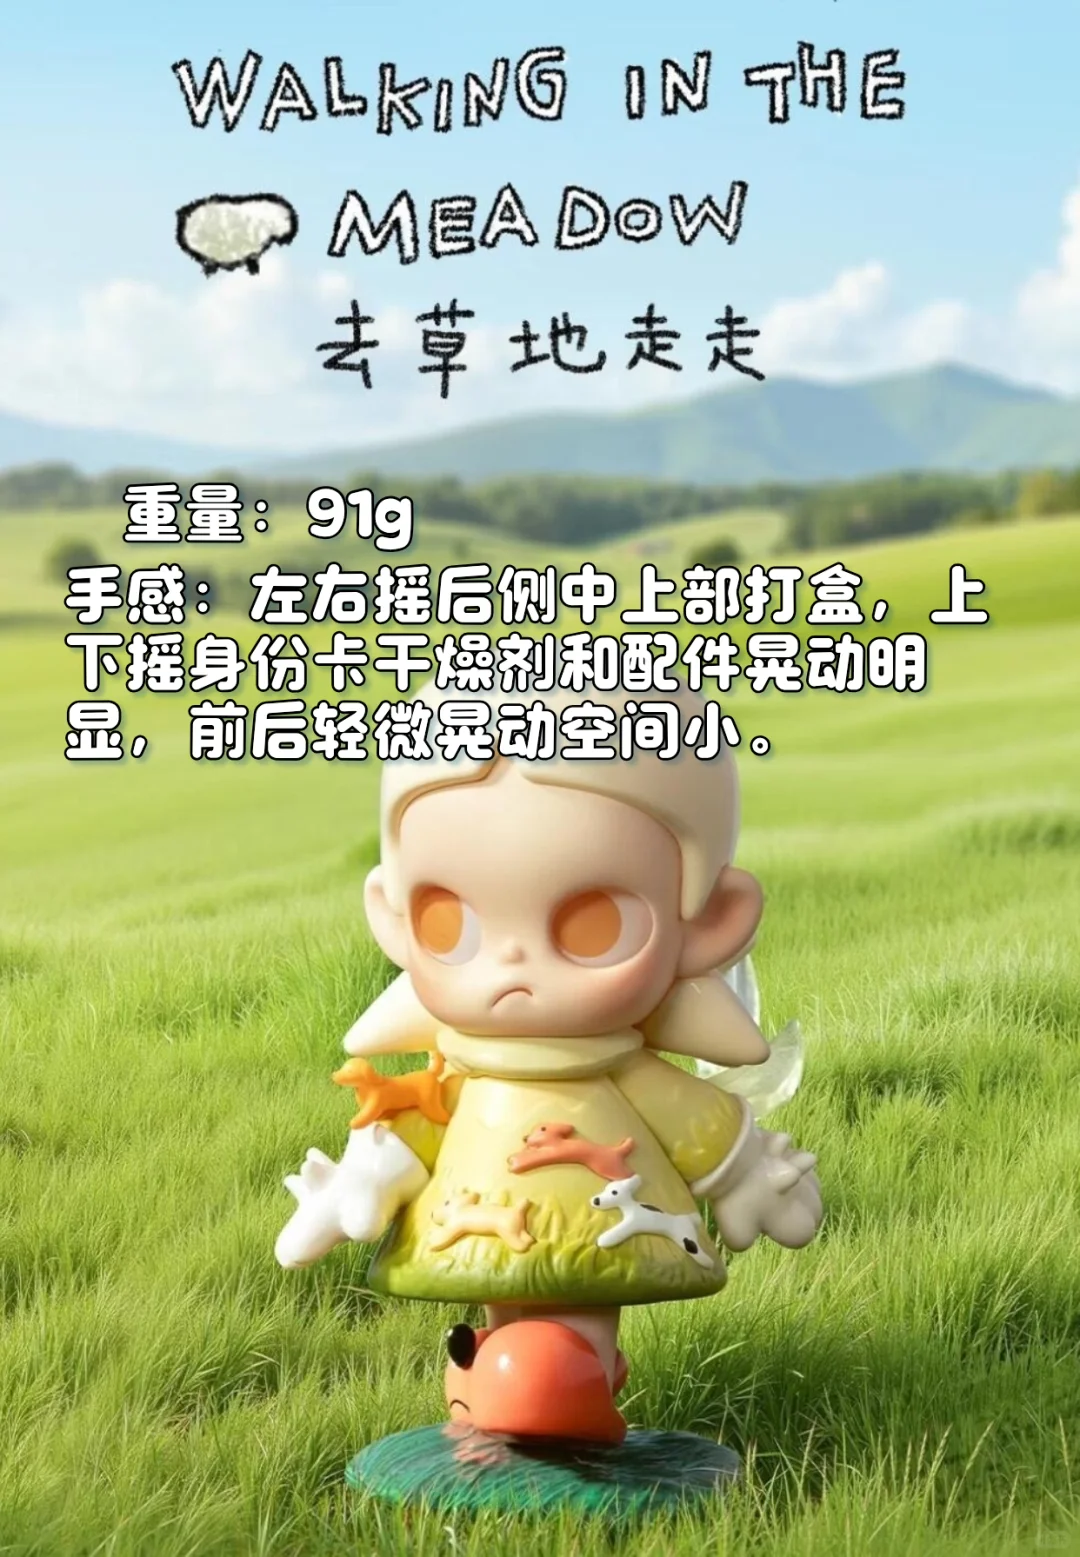 WALKING IN THE
MEADOW
去草地走走
重量：91g
手感：左右摇后侧中上部打盒，上
下摇身份卡干燥剂和配件晃动明
显，前后轻微晃动空间小。